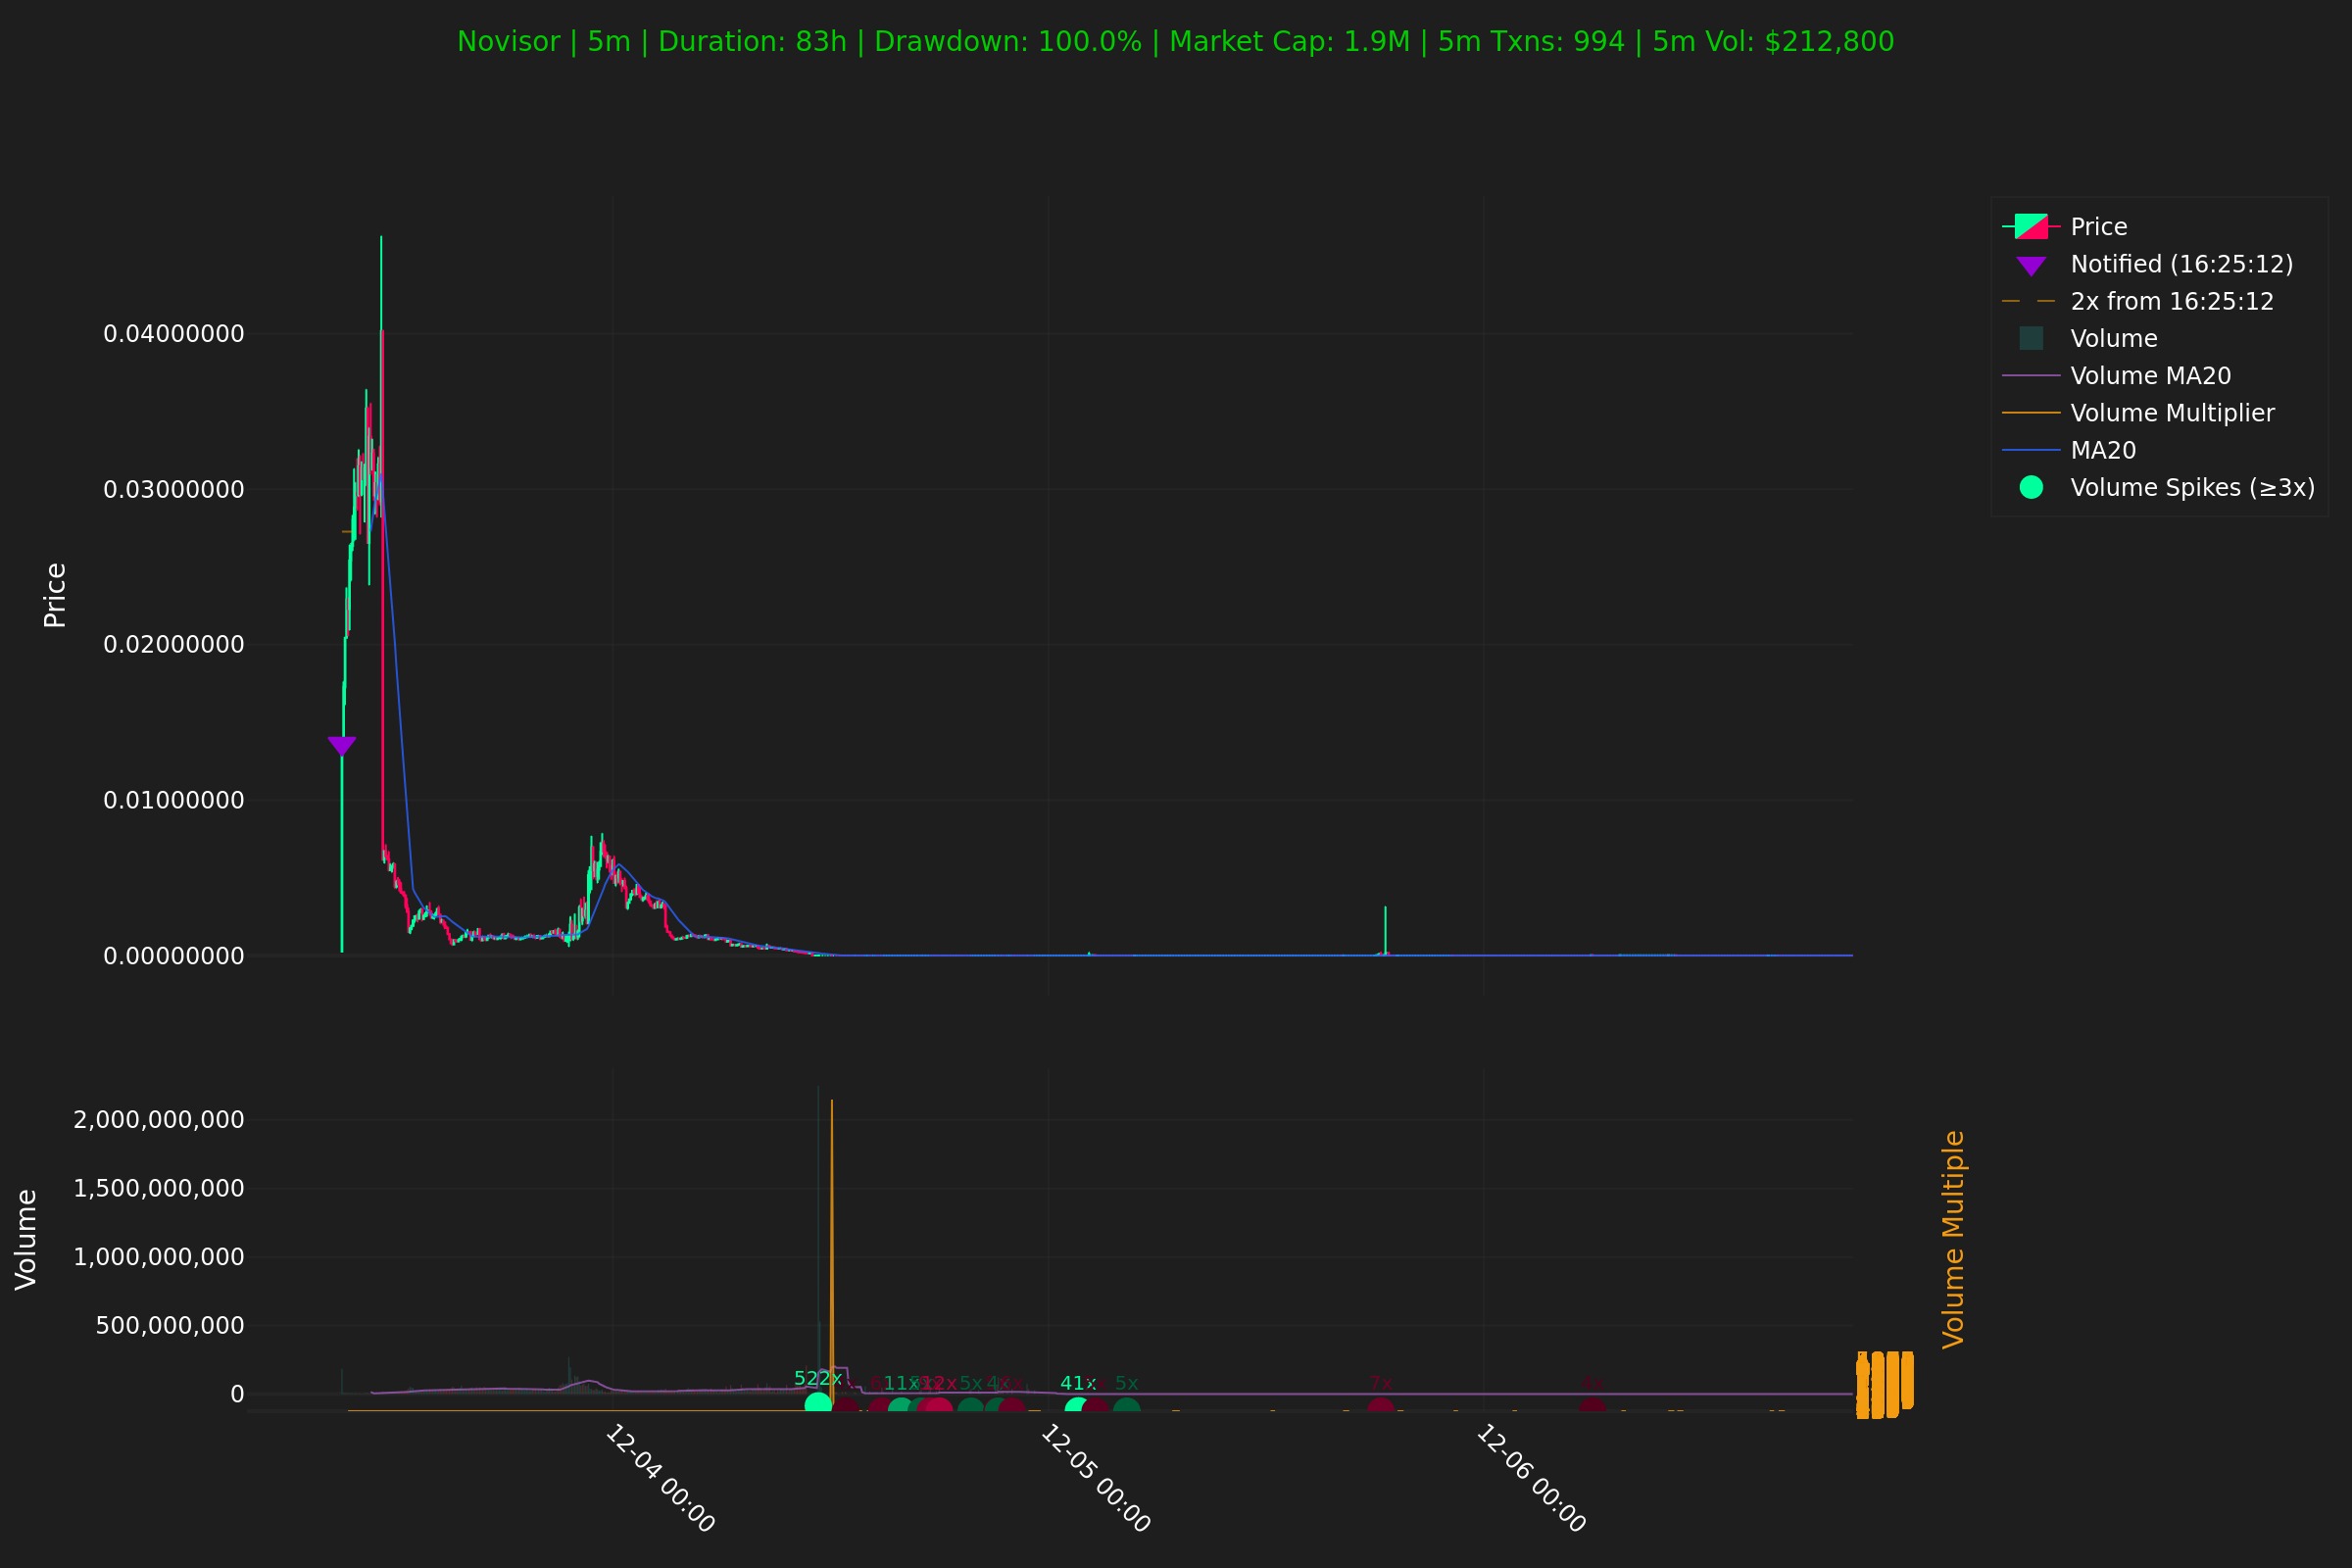 Novisor | 5m | Duration: 83h | Drawdown: 100.0% | Market Cap: 1.9M | 5m Txns: 994 | 5m Vol: $212,800
Price
Notified (16:25:12)
2x from 16:25:12
Volume
Volume MA20
Volume Multiplier
MA20
Volume Spikes (≥3x)
0.04000000
0.03000000
0.02000000
0.01000000
0.00000000
Price
2,000,000,000
1,500,000,000
1,000,000,000
500,000,000
0
Volume
Volume Multiple
522x
11x
12x
5x
41x
5x
7x
12-04 00:00
12-05 00:00
12-06 00:00